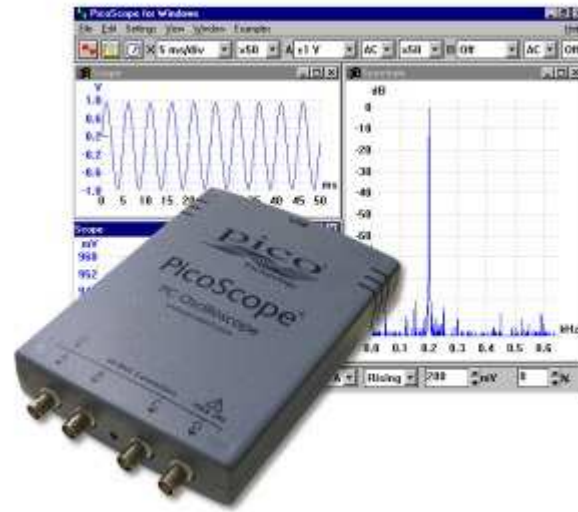 PicoScope for Windows
File Edit Settings View Window Examples
5 ms/div x50 A ±1 V AC x50 B Off AC Off
Scope
Spectrum
V
1.0
0.6
0.2
-0.2
-0.6
-1.0
ms
0 5 10 15 20 40 45 50
dB
0
-10
-20
-30
-40
-50
-60
kHz
0.0 0.1 0.2 0.3 0.4 0.5 0.6
Scope
mV
960
952
pico
PicoScope
PC Oscilloscope
A Rising 200 mV 0 %